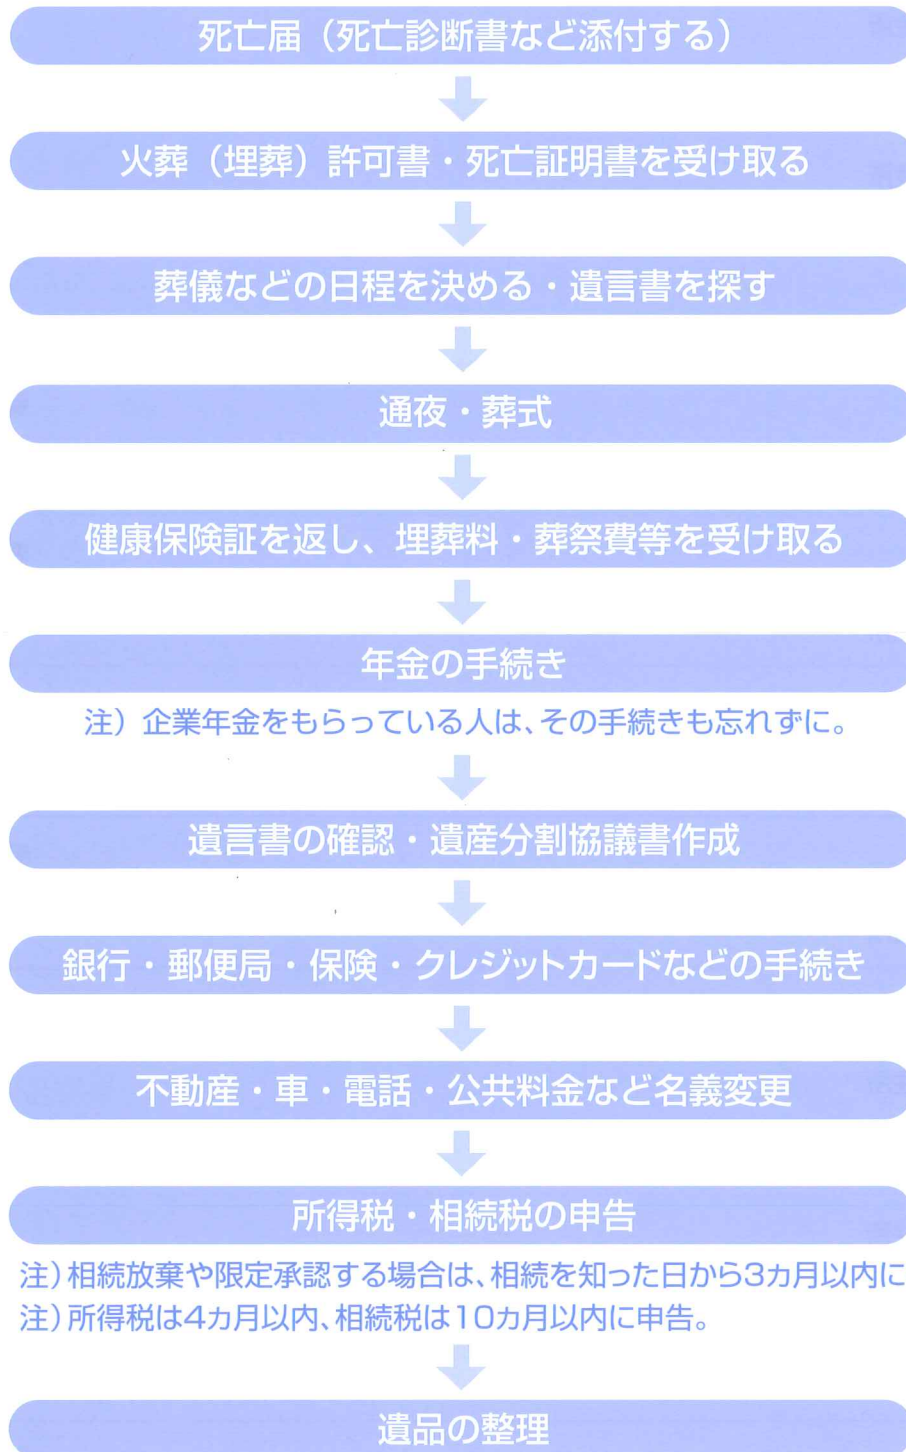 死亡届（死亡診断書など添付する）
火葬（埋葬）許可書・死亡証明書を受け取る
葬儀などの日程を決める・遺言書を探す
通夜・葬式
健康保険証を返し、埋葬料・葬祭費等を受け取る
年金の手続き
注）企業年金をもらっている人は、その手続きも忘れずに。
遺言書の確認・遺産分割協議書作成
銀行・郵便局・保険・クレジットカードなどの手続き
不動産・車・電話・公共料金など名義変更
所得税・相続税の申告
注）相続放棄や限定承認する場合は、相続を知った日から3ヵ月以内に
注）所得税は4ヵ月以内、相続税は10ヵ月以内に申告。
遺品の整理